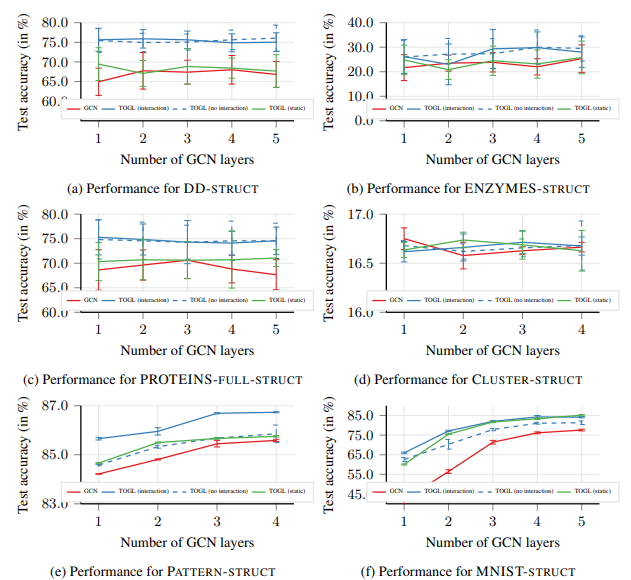 80.0
75.0
70.0
65.0
60.
Test accuracy (in %)
GCN TOGL (interaction) TOGL (no interaction) TOGL (static)
1 2 3 4 5
Number of GCN layers
(a) Performance for DD-STRUCT
40.0
30.0
20.0
10.0
0.0
Test accuracy (in %)
GCN TOGL (interaction) TOGL (no interaction) TOGL (static)
1 2 3 4 5
Number of GCN layers
(b) Performance for ENZYMES-STRUCT
80.0
75.0
70.0
65.0
60.0
Test accuracy (in %)
GCN TOGL (interaction) TOGL (no interaction) TOGL (static)
1 2 3 4 5
Number of GCN layers
(c) Performance for PROTEINS-FULL-STRUCT
17.0
16.5
16.0
Test accuracy (in %)
GCN TOGL (interaction) TOGL (no interaction) TOGL (static)
1 2 3 4
Number of GCN layers
(d) Performance for CLUSTER-STRUCT
87.0
85.0
83.0
Test accuracy (in %)
GCN TOGL (interaction) TOGL (no interaction) TOGL (static)
1 2 3 4
Number of GCN layers
(e) Performance for PATTERN-STRUCT
85.0
75.0
65.0
55.0
45.
Test accuracy (in %)
GCN TOGL (interaction) TOGL (no interaction) TOGL (static)
1 2 3 4 5
Number of GCN layers
(f) Performance for MNIST-STRUCT